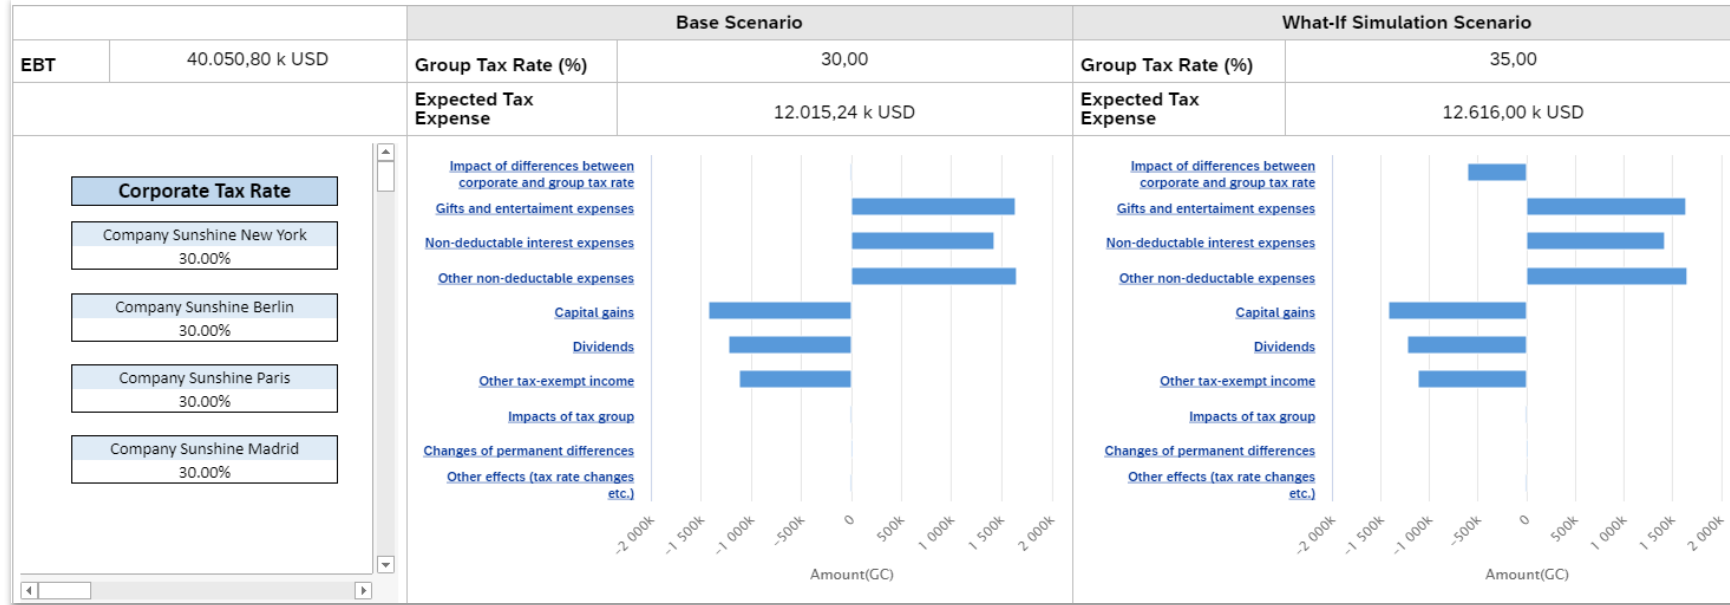 Base Scenario
What-If Simulation Scenario
EBT
40.050,80 k USD
Group Tax Rate (%)
30,00
Group Tax Rate (%)
35,00
Expected Tax
Expense
12.015,24 k USD
Expected Tax
Expense
12.616,00 k USD
Corporate Tax Rate
Company Sunshine New York
30.00%
Company Sunshine Berlin
30.00%
Company Sunshine Paris
30.00%
Company Sunshine Madrid
30.00%
Impact of differences between
corporate and group tax rate
Gifts and entertaiment expenses
Non-deductable interest expenses
Other non-deductable expenses
Capital gains
Dividends
Other tax-exempt income
Impacts of tax group
Changes of permanent differences
Other effects (tax rate changes
etc.)
-2 000k
-1 500k
-1 000k
-500k
0
500k
1 000k
1 500k
2 000k
Amount(GC)
Impact of differences between
corporate and group tax rate
Gifts and entertaiment expenses
Non-deductable interest expenses
Other non-deductable expenses
Capital gains
Dividends
Other tax-exempt income
Impacts of tax group
Changes of permanent differences
Other effects (tax rate changes
etc.)
-2 000k
-1 500k
-1 000k
-500k
0
500k
1 000k
1 500k
2 000k
Amount(GC)